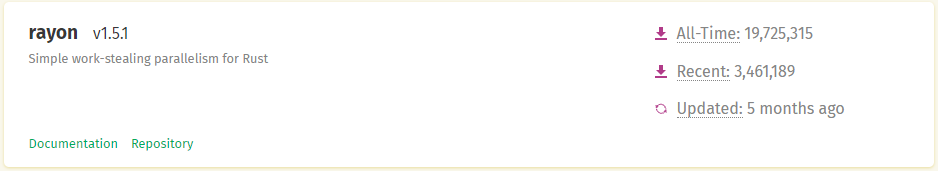 rayon v1.5.1
Simple work-stealing parallelism for Rust
All-Time: 19,725,315
Recent: 3,461,189
Updated: 5 months ago
Documentation Repository